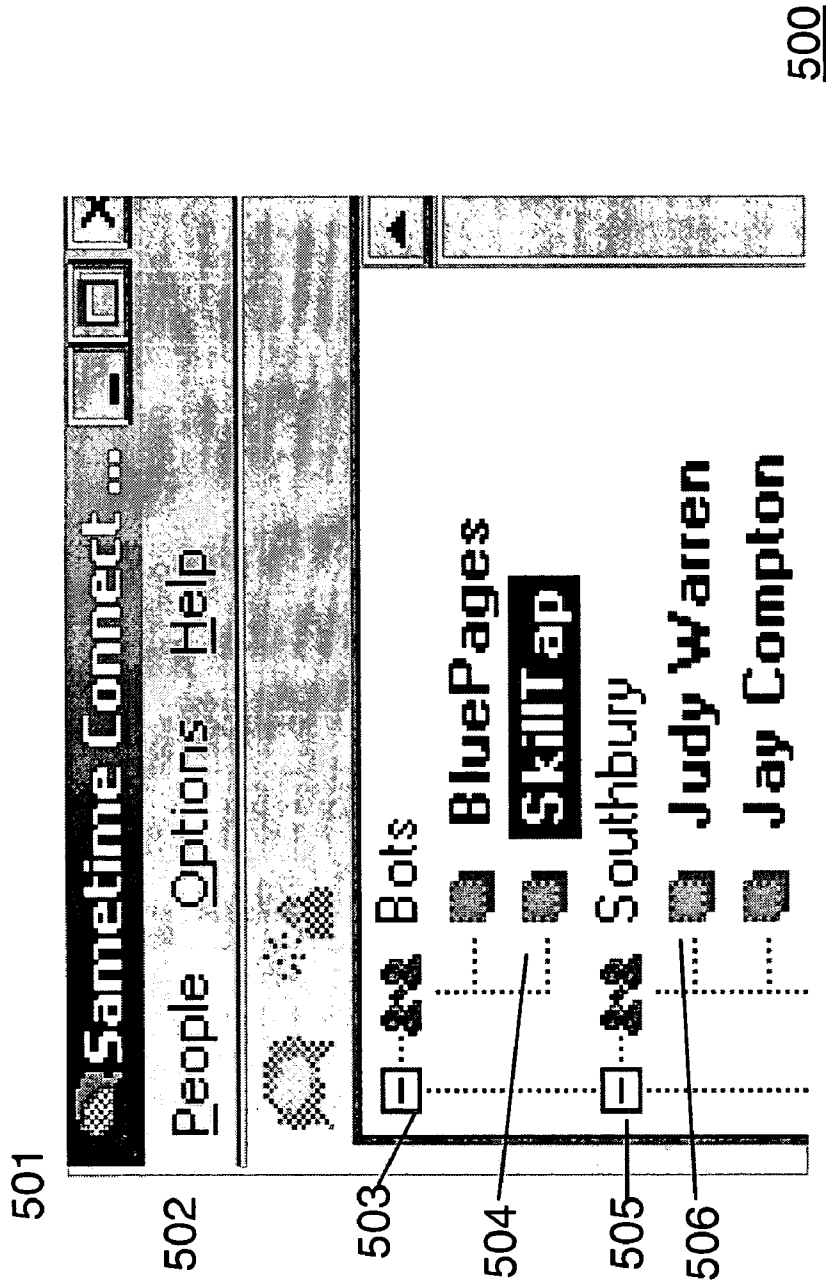 501
Sametime Connect ...
502
People Options Help
503
Bots
BluePages
504
SkillTap
505
Southbury
506
Judy Warren
Jay Compton
500